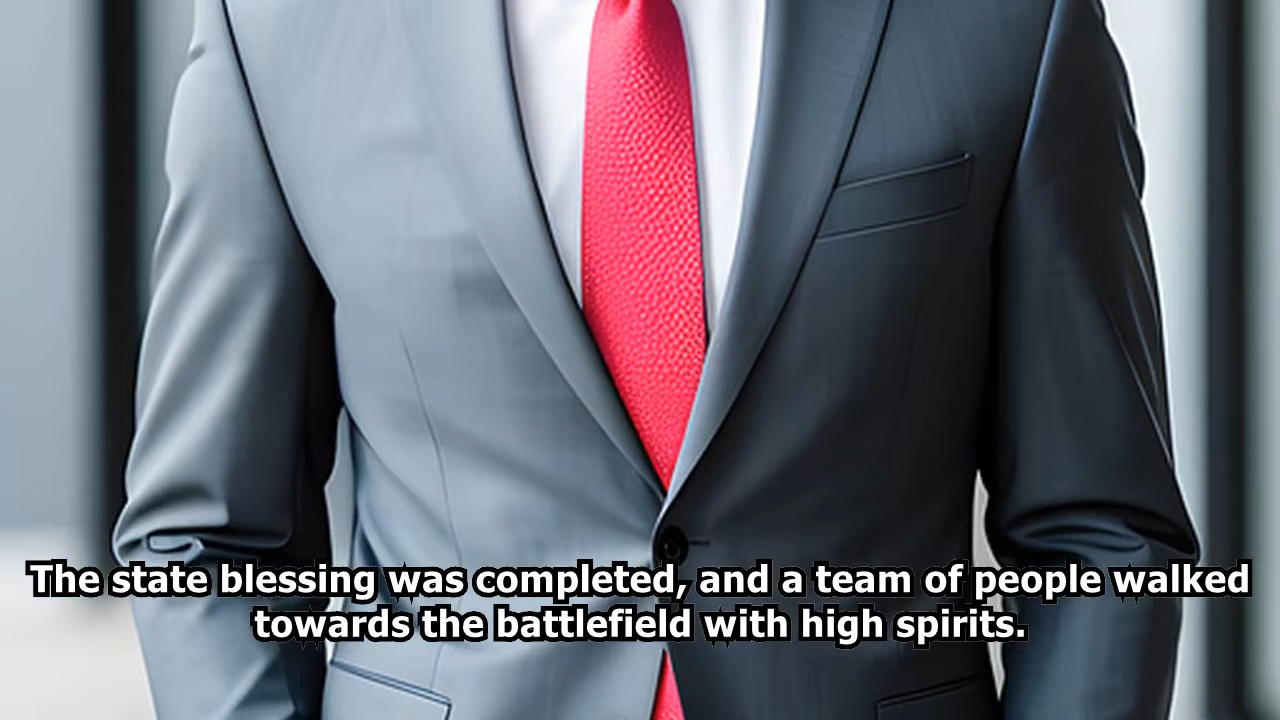 The state blessing was completed, and a team of people walked
towards the battlefield with high spirits.